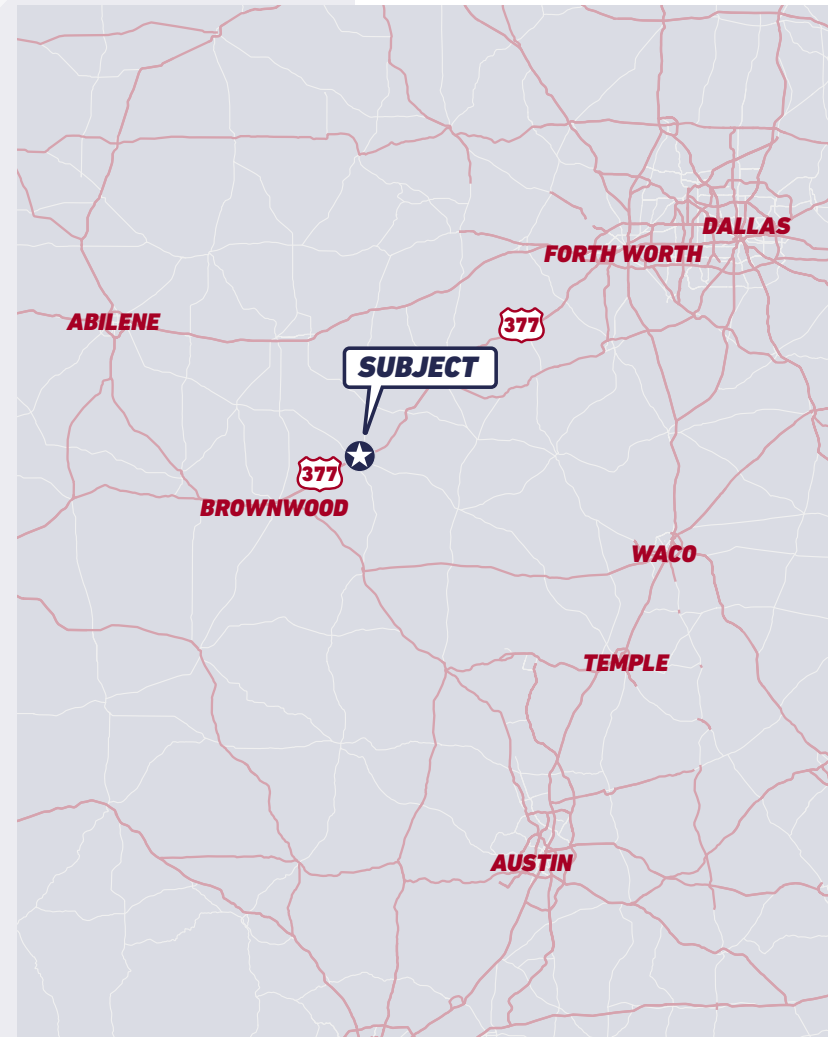 DALLAS
FORTH WORTH
ABILENE
377
SUBJECT
377
BROWNWOOD
WACO
TEMPLE
AUSTIN